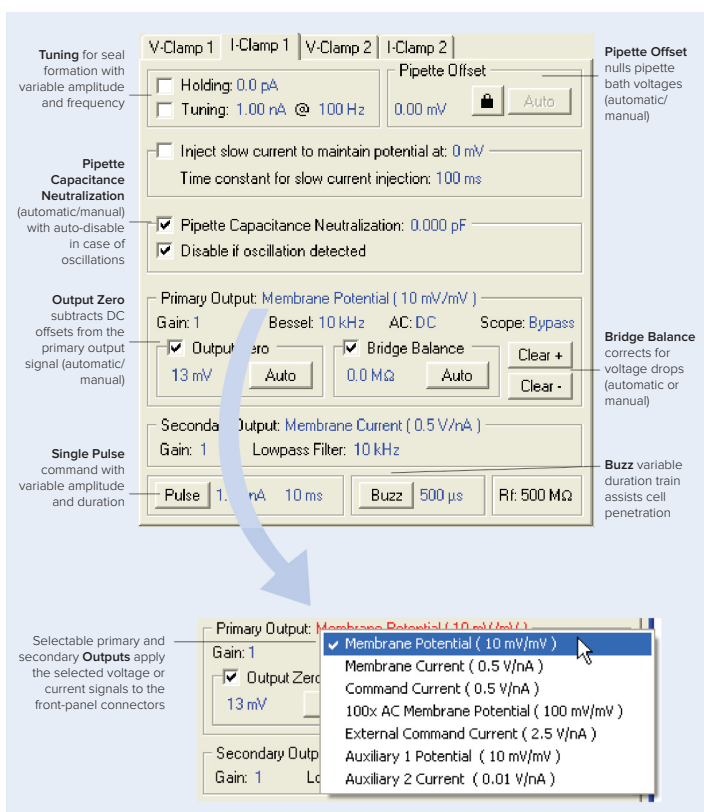 V-Clamp 1 I-Clamp 1 V-Clamp 2 I-Clamp 2
Tuning for seal
formation with
variable amplitude
and frequency
Holding: 0.0 pA
Tuning: 1.00 nA @ 100 Hz
Pipette Offset
0.00 mV Auto
Pipette Offset
nulls pipette
bath voltages
(automatic/
manual)
Inject slow current to maintain potential at: 0 mV
Time constant for slow current injection: 100 ms
Pipette
Capacitance
Neutralization
(automatic/manual)
with auto-disable
in case of
oscillations
Pipette Capacitance Neutralization: 0.000 pF
Disable if oscillation detected
Output Zero
subtracts DC
offsets from the
primary output
signal (automatic/
manual)
Primary Output: Membrane Potential ( 10 mV/mV )
Gain: 1 Bessel: 10 kHz AC: DC Scope: Bypass
Output Zero
13 mV Auto
Bridge Balance
0.0 MΩ Auto
Clear +
Clear -
Bridge Balance
corrects for
voltage drops
(automatic or
manual)
Secondary Output: Membrane Current ( 0.5 V/nA )
Gain: 1 Lowpass Filter: 10 kHz
Single Pulse
command with
variable amplitude
and duration
Pulse nA 10 ms
Buzz 500 µs
Rf: 500 MΩ
Buzz variable
duration train
assists cell
penetration
Selectable primary and
secondary Outputs apply
the selected voltage or
current signals to the
front-panel connectors
Primary Output: Membrane Potential ( 10 mV/mV )
Gain: 1
Output Zero
13 mV
Secondary Outp
Gain: 1 Lo
Membrane Potential ( 10 mV/mV )
Membrane Current ( 0.5 V/nA )
Command Current ( 0.5 V/nA )
100x AC Membrane Potential ( 100 mV/mV )
External Command Current ( 2.5 V/nA )
Auxiliary 1 Potential ( 10 mV/mV )
Auxiliary 2 Current ( 0.01 V/nA )